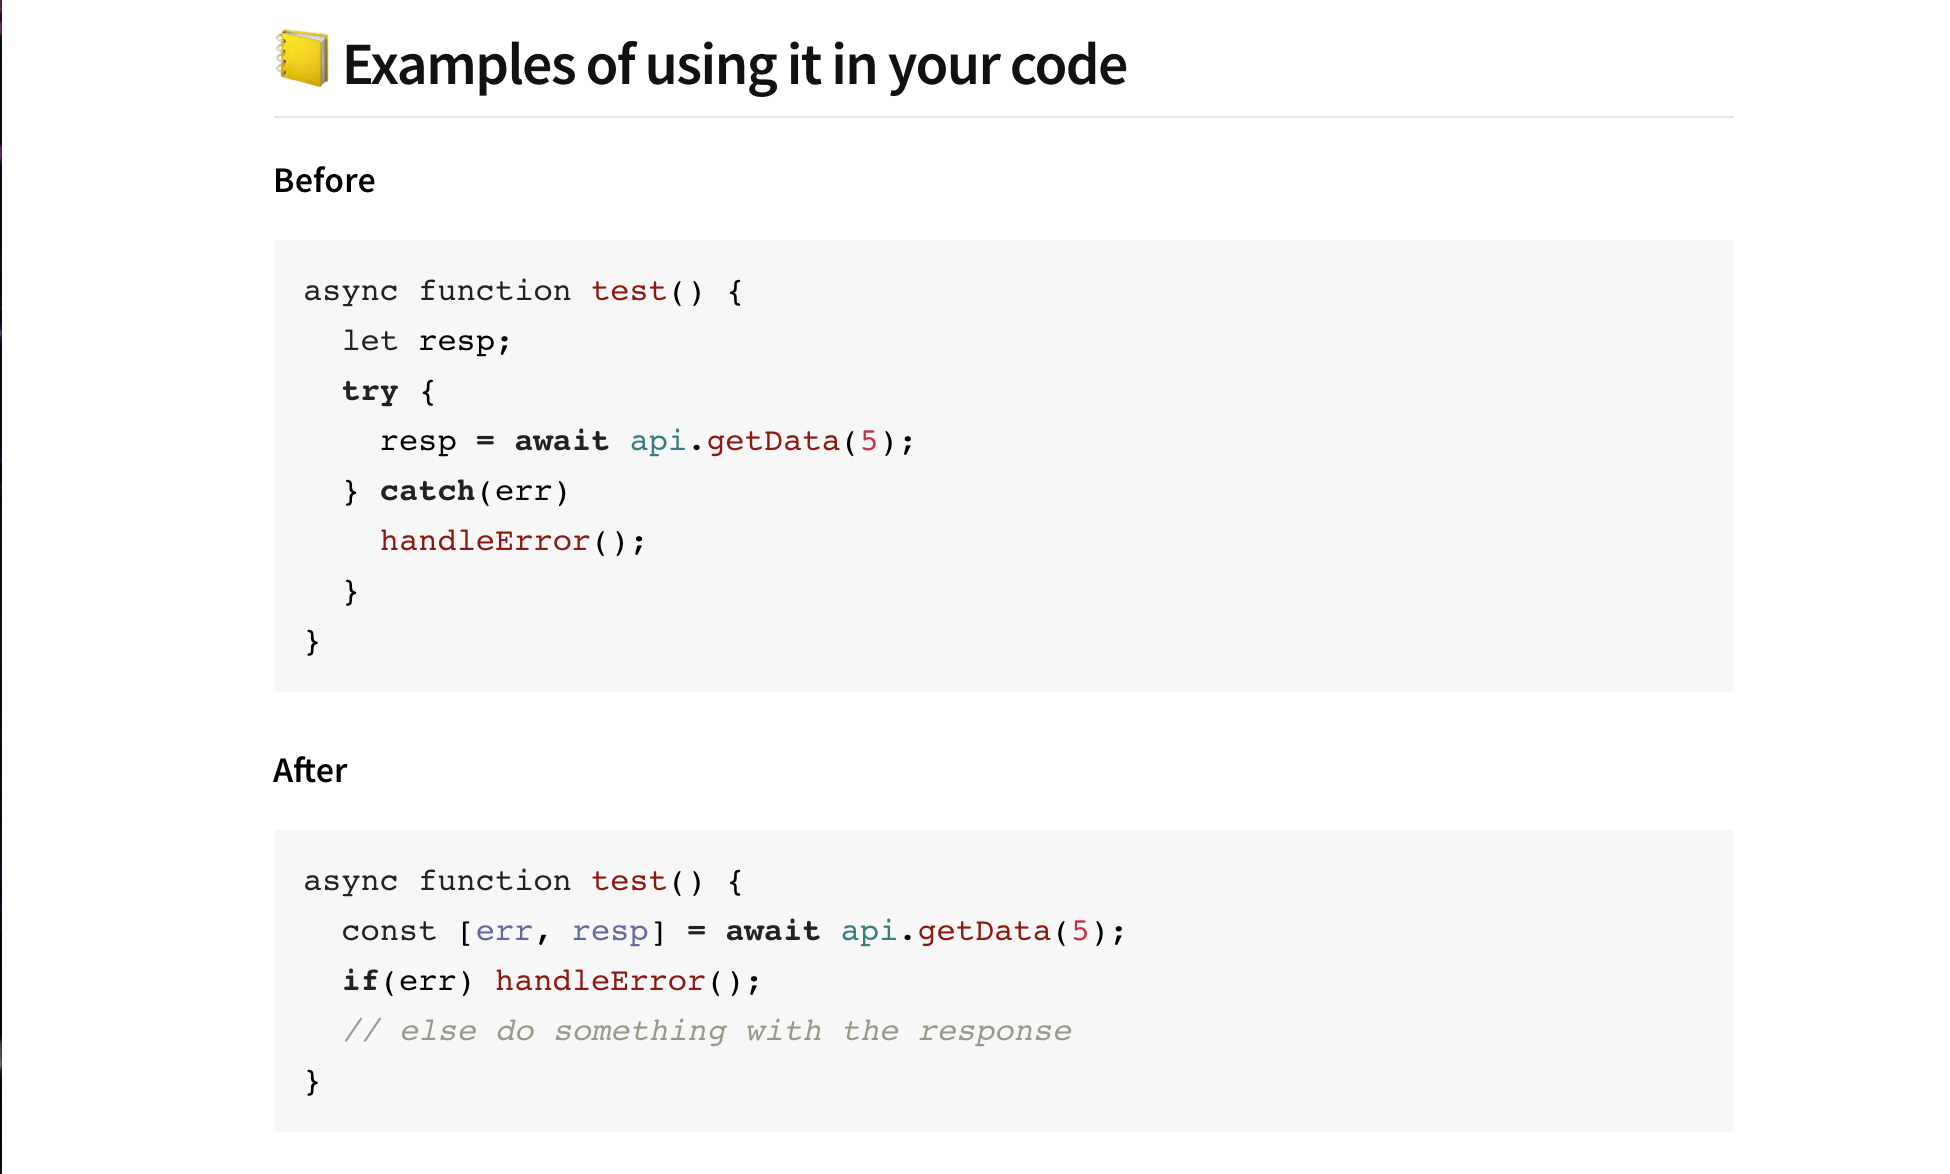 📒 Examples of using it in your code
Before
async function test() {
  let resp;
  try {
    resp = await api.getData(5);
  } catch(err)
    handleError();
  }
}
After
async function test() {
  const [err, resp] = await api.getData(5);
  if(err) handleError();
  // else do something with the response
}